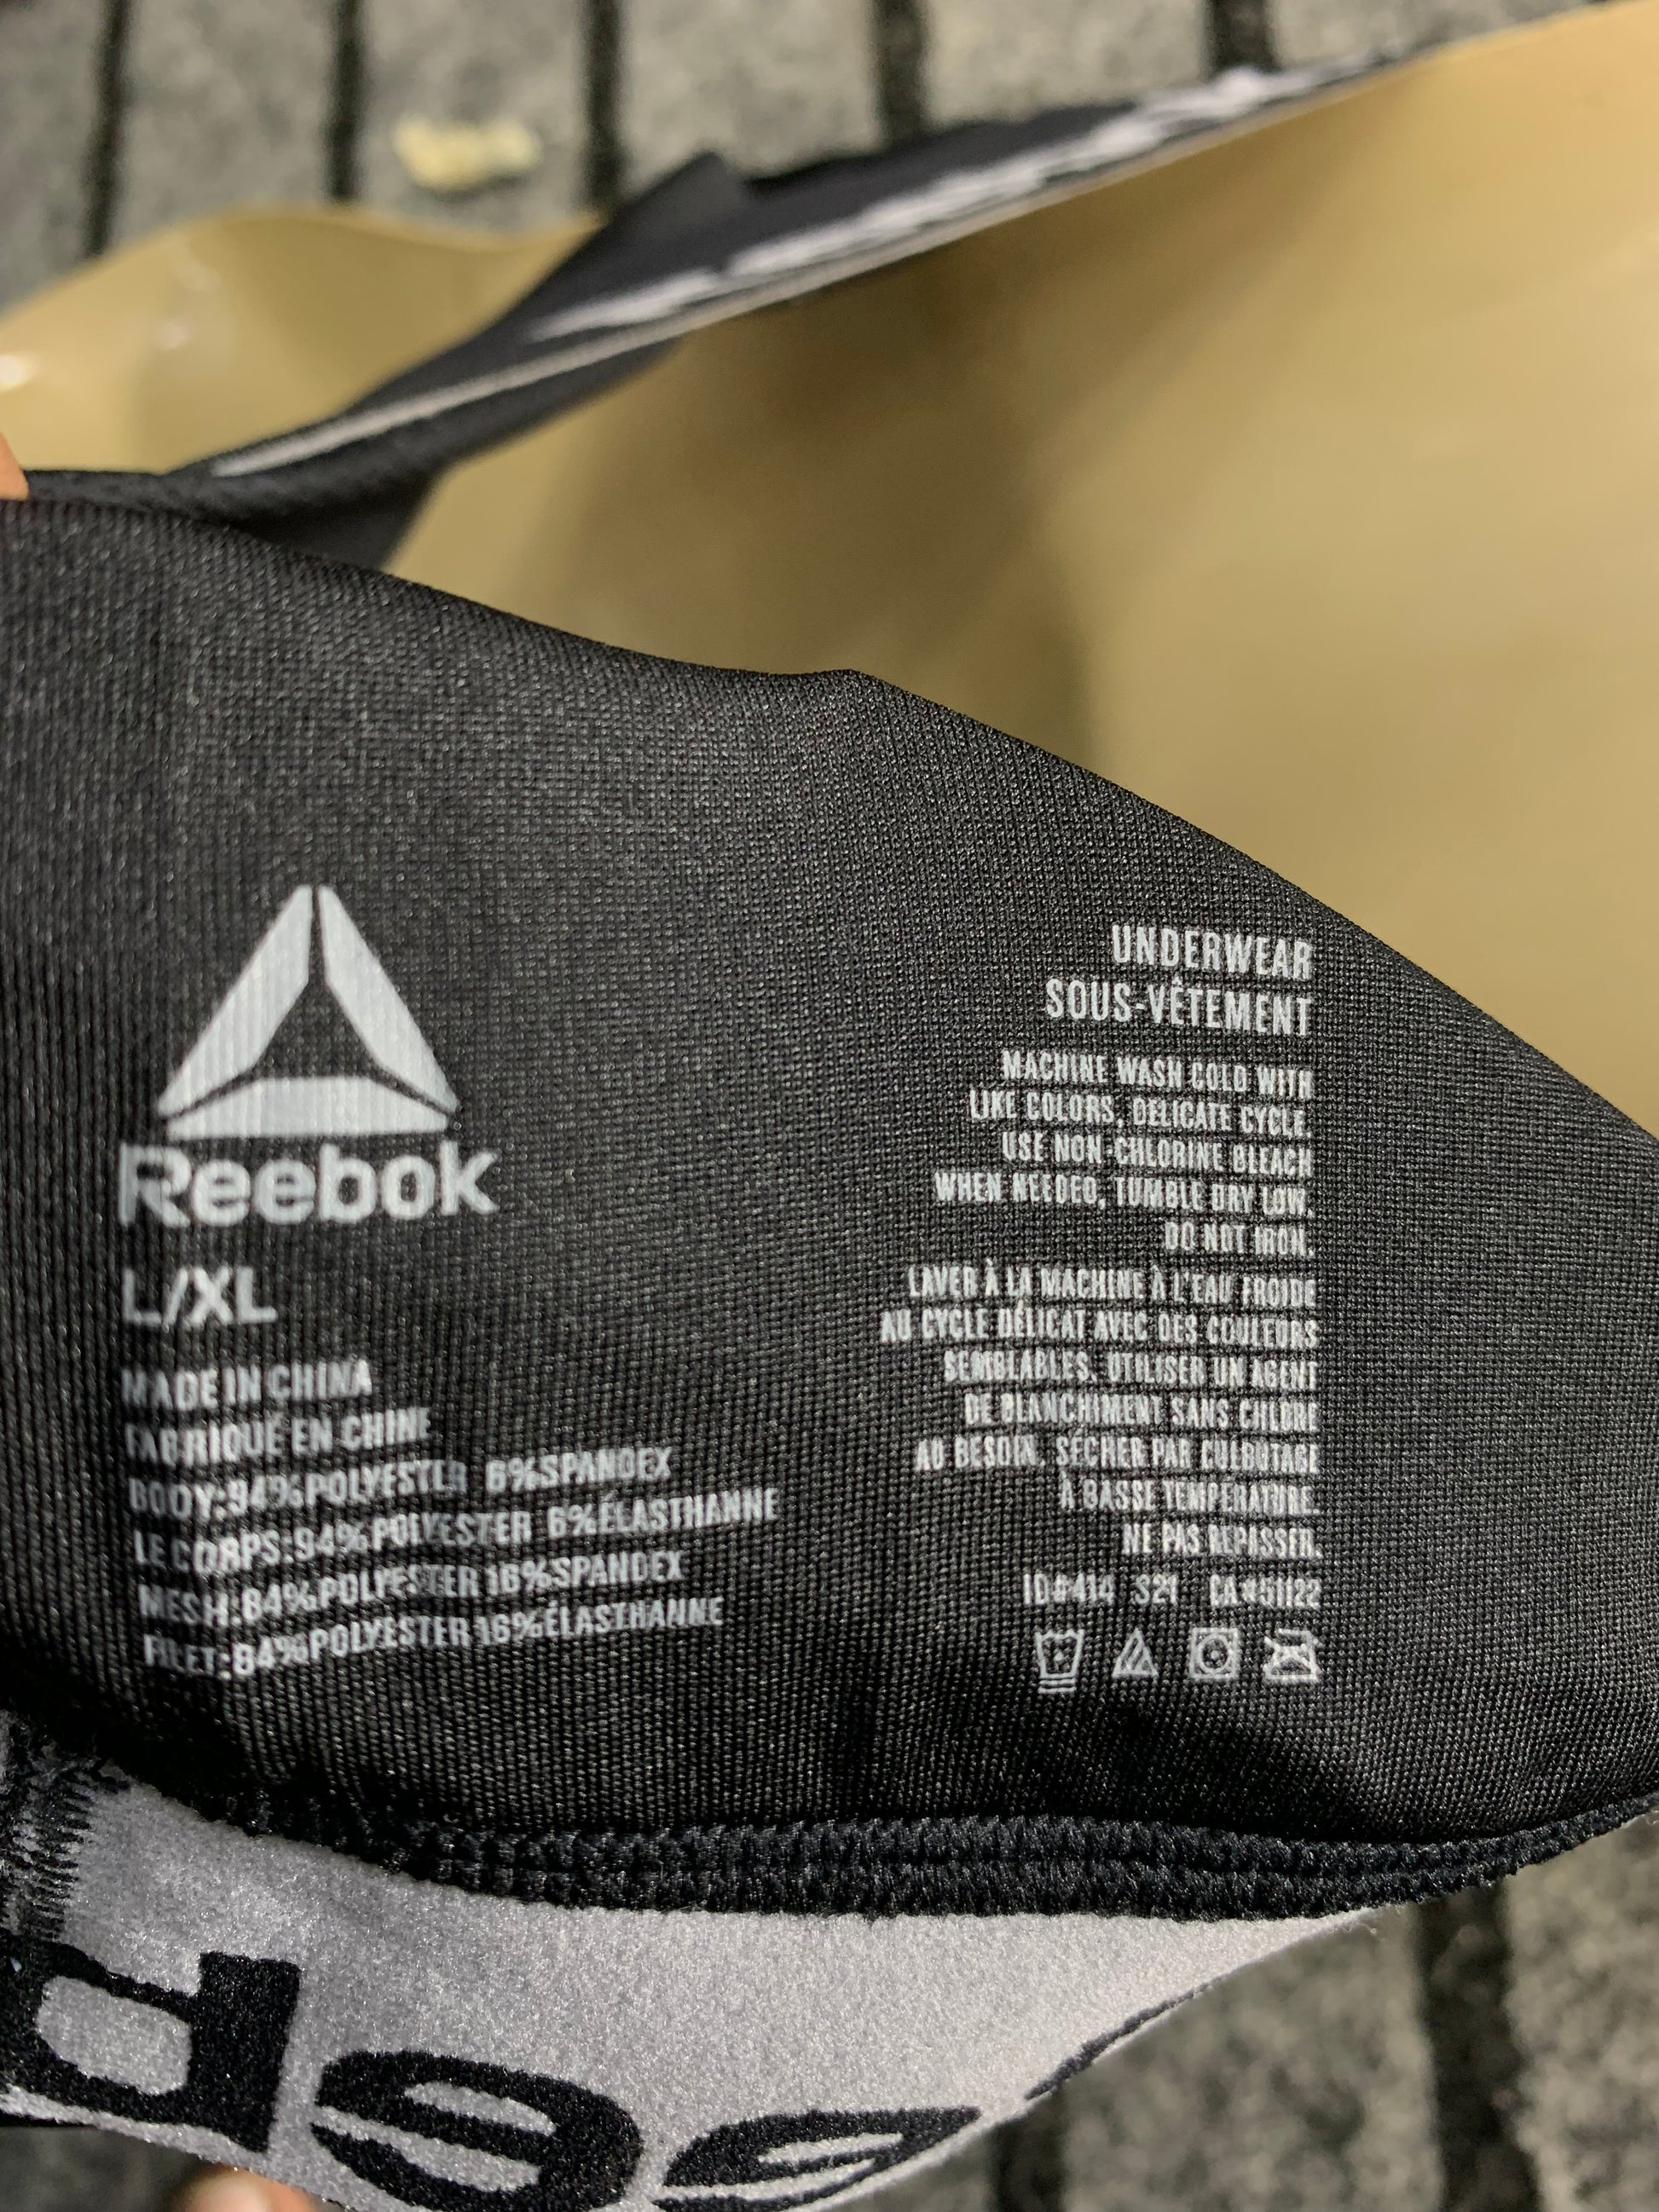 Reebok
L/XL
MADE IN CHINA
FABRIQUÉ EN CHINE
BODY:94%POLYESTER 6%SPANDEX
LE CORPS:94%POLYESTER 6%ÉLASTHANNE
MESH:84%POLYESTER 16%SPANDEX
FILET:84%POLYESTER 16%ÉLASTHANNE
UNDERWEAR
SOUS-VÊTEMENT
MACHINE WASH COLD WITH
LIKE COLORS, DELICATE CYCLE.
USE NON-CHLORINE BLEACH
WHEN NEEDED, TUMBLE DRY LOW.
DO NOT IRON.
LAVER À LA MACHINE À L'EAU FROIDE
AU CYCLE DÉLICAT AVEC DES COULEURS
SEMBLABLES. UTILISER UN AGENT
DE BLANCHIMENT SANS CHLORE
AU BESOIN. SÉCHER PAR CULBUTAGE
À BASSE TEMPÉRATURE.
NE PAS REPASSER.
ID#414 S21 CA#51122